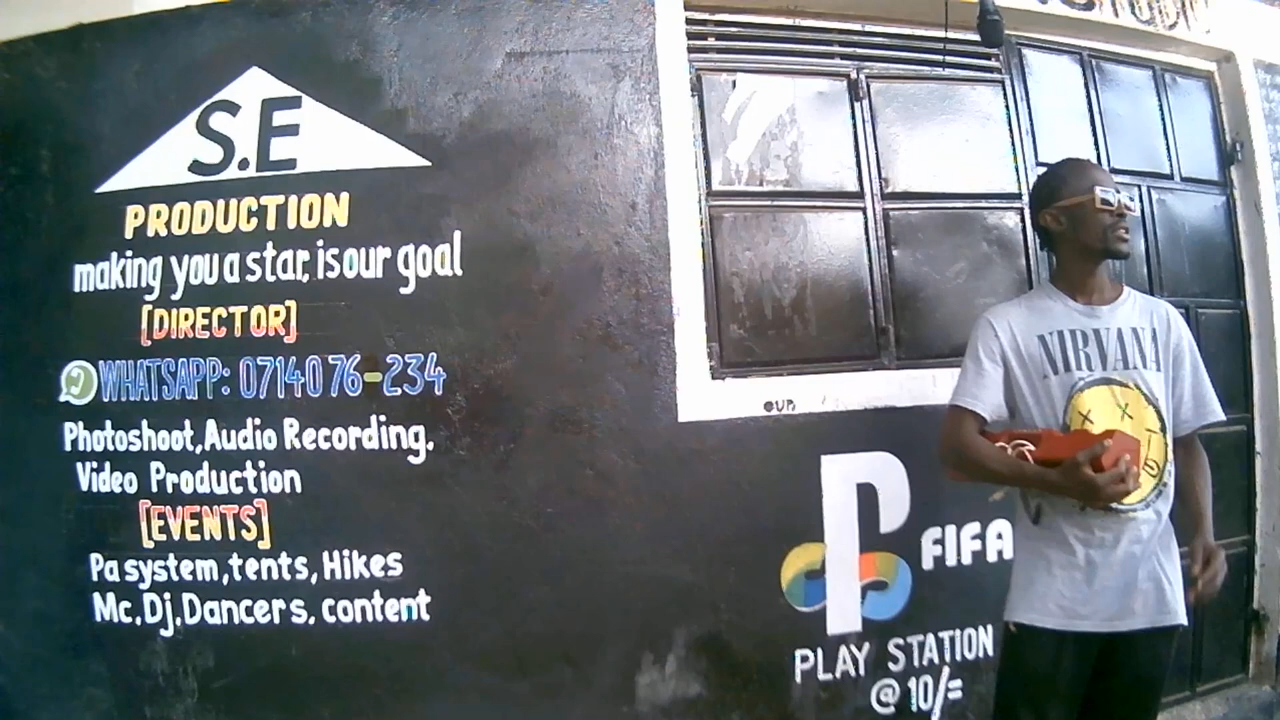 S.E
PRODUCTION
making you a star, is our goal
[DIRECTOR]
WHATSAPP: 0714076-234
Photoshoot, Audio Recording,
Video Production
[EVENTS]
Pa system, tents, Hikes
Mc, Dj, Dancers, content
FIFA
PLAY STATION
@ 10/=
NIRVANA